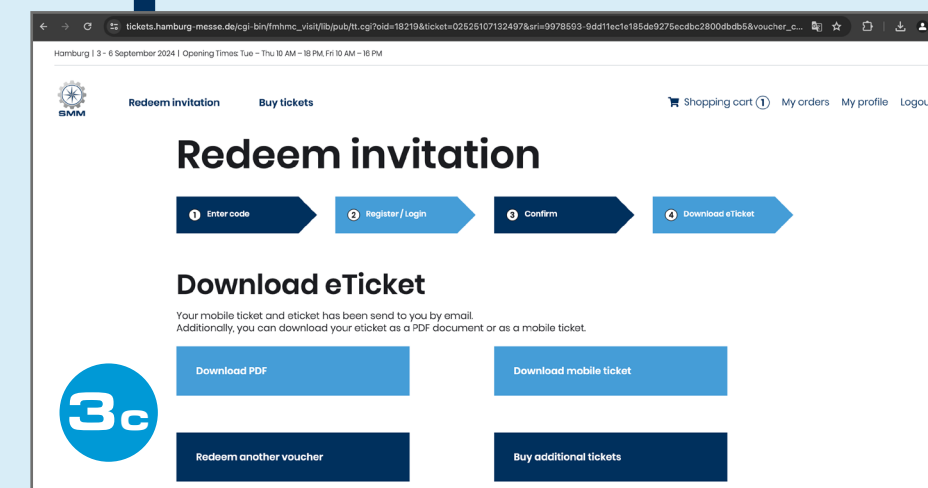 tickets.hamburg-messe.de/cgi-bin/fmhmc_visit/lib/pub/tt.cgi?oid=18219&ticket=02525107132497&sri=9978593-9dd11ec1e185de9275ecdbc2800dbdb5&voucher_c...
Hamburg | 3 - 6 September 2024 | Opening Times: Tue – Thu 10 AM – 18 PM, Fri 10 AM – 16 PM
SMM
Redeem invitation
Buy tickets
Shopping cart 1
My orders
My profile
Logou
Redeem invitation
1 Enter code
2 Register / Login
3 Confirm
4 Download eTicket
Download eTicket
Your mobile ticket and eticket has been send to you by email.
Additionally, you can download your eticket as a PDF document or as a mobile ticket.
Download PDF
Download mobile ticket
3c
Redeem another voucher
Buy additional tickets